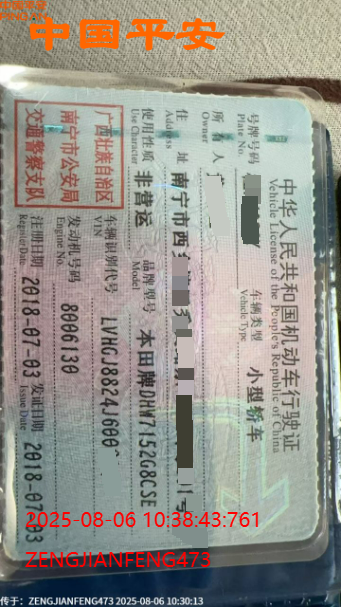 中国平安
PING AN
中华人民共和国机动车行驶证
Vehicle License of the People's Republic of China
号牌号码
Plate No.
车辆类型 小型轿车
Vehicle Type
所有人
Owner
住址 南宁市西
Address
使用性质 非营运 品牌型号 本田牌DHW7152G8CSE
Use Character Model
广西壮族自治区
南宁市公安局
交通警察支队
车辆识别代号 LVHGJ8824J600
VIN
发动机号码 8006130
Engine No.
注册日期 2018-07-03 发证日期 2018-07-03
Register Date Issue Date
2025-08-06 10:38:43:761
ZENGJIANFENG473
传于：ZENGJIANFENG473 2025-08-06 10:30:13